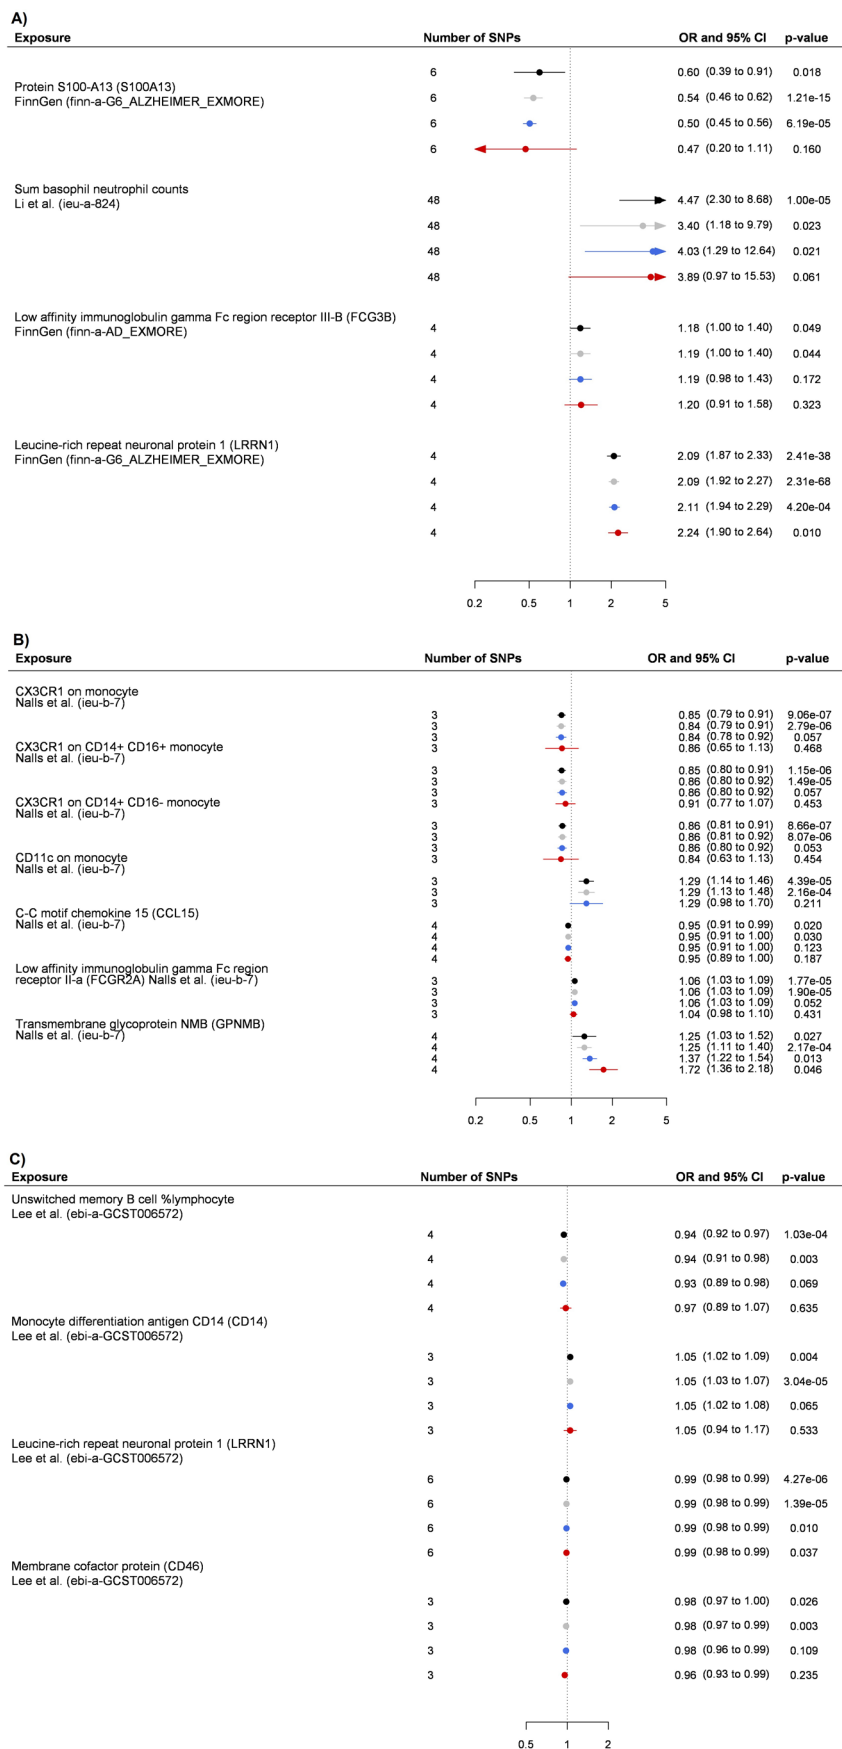 A)
Exposure Number of SNPs OR and 95% CI p-value
6 0.60 (0.39 to 0.91) 0.018
Protein S100-A13 (S100A13)
FinnGen (finn-a-G6_ALZHEIMER_EXMORE)
6 0.54 (0.46 to 0.62) 1.21e-15
6 0.50 (0.45 to 0.56) 6.19e-05
6 0.47 (0.20 to 1.11) 0.160
Sum basophil neutrophil counts
Li et al. (ieu-a-824)
48 4.47 (2.30 to 8.68) 1.00e-05
48 3.40 (1.18 to 9.79) 0.023
48 4.03 (1.29 to 12.64) 0.021
48 3.89 (0.97 to 15.53) 0.061
Low affinity immunoglobulin gamma Fc region receptor III-B (FCG3B)
FinnGen (finn-a-AD_EXMORE)
4 1.18 (1.00 to 1.40) 0.049
4 1.19 (1.00 to 1.40) 0.044
4 1.19 (0.98 to 1.43) 0.172
4 1.20 (0.91 to 1.58) 0.323
Leucine-rich repeat neuronal protein 1 (LRRN1)
FinnGen (finn-a-G6_ALZHEIMER_EXMORE)
4 2.09 (1.87 to 2.33) 2.41e-38
4 2.09 (1.92 to 2.27) 2.31e-68
4 2.11 (1.94 to 2.29) 4.20e-04
4 2.24 (1.90 to 2.64) 0.010
0.2 0.5 1 2 5
B)
Exposure Number of SNPs OR and 95% CI p-value
CX3CR1 on monocyte
Nalls et al. (ieu-b-7)
3 0.85 (0.79 to 0.91) 9.06e-07
3 0.84 (0.79 to 0.91) 2.79e-06
3 0.84 (0.78 to 0.92) 0.057
3 0.86 (0.65 to 1.13) 0.468
CX3CR1 on CD14+ CD16+ monocyte
Nalls et al. (ieu-b-7)
3 0.85 (0.80 to 0.91) 1.15e-06
3 0.86 (0.80 to 0.92) 1.49e-05
3 0.86 (0.80 to 0.92) 0.057
3 0.91 (0.77 to 1.07) 0.453
CX3CR1 on CD14+ CD16- monocyte
Nalls et al. (ieu-b-7)
3 0.86 (0.81 to 0.91) 8.66e-07
3 0.86 (0.81 to 0.92) 8.07e-06
3 0.86 (0.80 to 0.92) 0.053
3 0.84 (0.63 to 1.13) 0.454
CD11c on monocyte
Nalls et al. (ieu-b-7)
3 1.29 (1.14 to 1.46) 4.39e-05
3 1.29 (1.13 to 1.48) 2.16e-04
3 1.29 (0.98 to 1.70) 0.211
C-C motif chemokine 15 (CCL15)
Nalls et al. (ieu-b-7)
4 0.95 (0.91 to 0.99) 0.020
4 0.95 (0.91 to 1.00) 0.030
4 0.95 (0.91 to 1.00) 0.123
4 0.95 (0.89 to 1.00) 0.187
Low affinity immunoglobulin gamma Fc region
receptor II-a (FCGR2A) Nalls et al. (ieu-b-7)
3 1.06 (1.03 to 1.09) 1.77e-05
3 1.06 (1.03 to 1.09) 1.90e-05
3 1.06 (1.03 to 1.09) 0.052
3 1.04 (0.98 to 1.10) 0.431
Transmembrane glycoprotein NMB (GPNMB)
Nalls et al. (ieu-b-7)
4 1.25 (1.03 to 1.52) 0.027
4 1.25 (1.11 to 1.40) 2.17e-04
4 1.37 (1.22 to 1.54) 0.013
4 1.72 (1.36 to 2.18) 0.046
0.2 0.5 1 2 5
C)
Exposure Number of SNPs OR and 95% CI p-value
Unswitched memory B cell %lymphocyte
Lee et al. (ebi-a-GCST006572)
4 0.94 (0.92 to 0.97) 1.03e-04
4 0.94 (0.91 to 0.98) 0.003
4 0.93 (0.89 to 0.98) 0.069
4 0.97 (0.89 to 1.07) 0.635
Monocyte differentiation antigen CD14 (CD14)
Lee et al. (ebi-a-GCST006572)
3 1.05 (1.02 to 1.09) 0.004
3 1.05 (1.03 to 1.07) 3.04e-05
3 1.05 (1.02 to 1.08) 0.065
3 1.05 (0.94 to 1.17) 0.533
Leucine-rich repeat neuronal protein 1 (LRRN1)
Lee et al. (ebi-a-GCST006572)
6 0.99 (0.98 to 0.99) 4.27e-06
6 0.99 (0.98 to 0.99) 1.39e-05
6 0.99 (0.98 to 0.99) 0.010
6 0.99 (0.98 to 0.99) 0.037
Membrane cofactor protein (CD46)
Lee et al. (ebi-a-GCST006572)
3 0.98 (0.97 to 1.00) 0.026
3 0.98 (0.97 to 0.99) 0.003
3 0.98 (0.96 to 0.99) 0.109
3 0.96 (0.93 to 0.99) 0.235
0.5 1 2